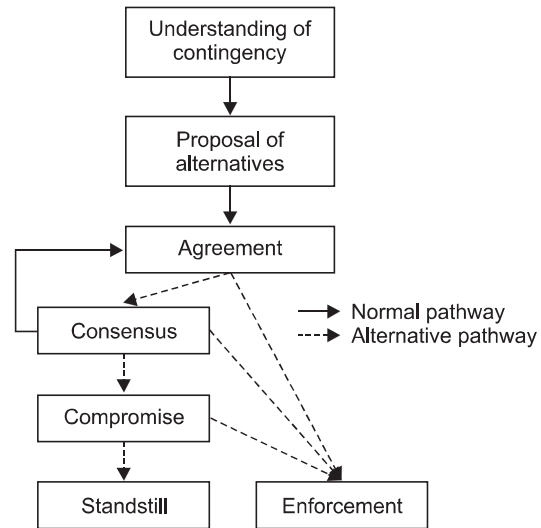 Understanding of
contingency
Proposal of
alternatives
Agreement
Consensus
Normal pathway
Alternative pathway
Compromise
Standstill
Enforcement